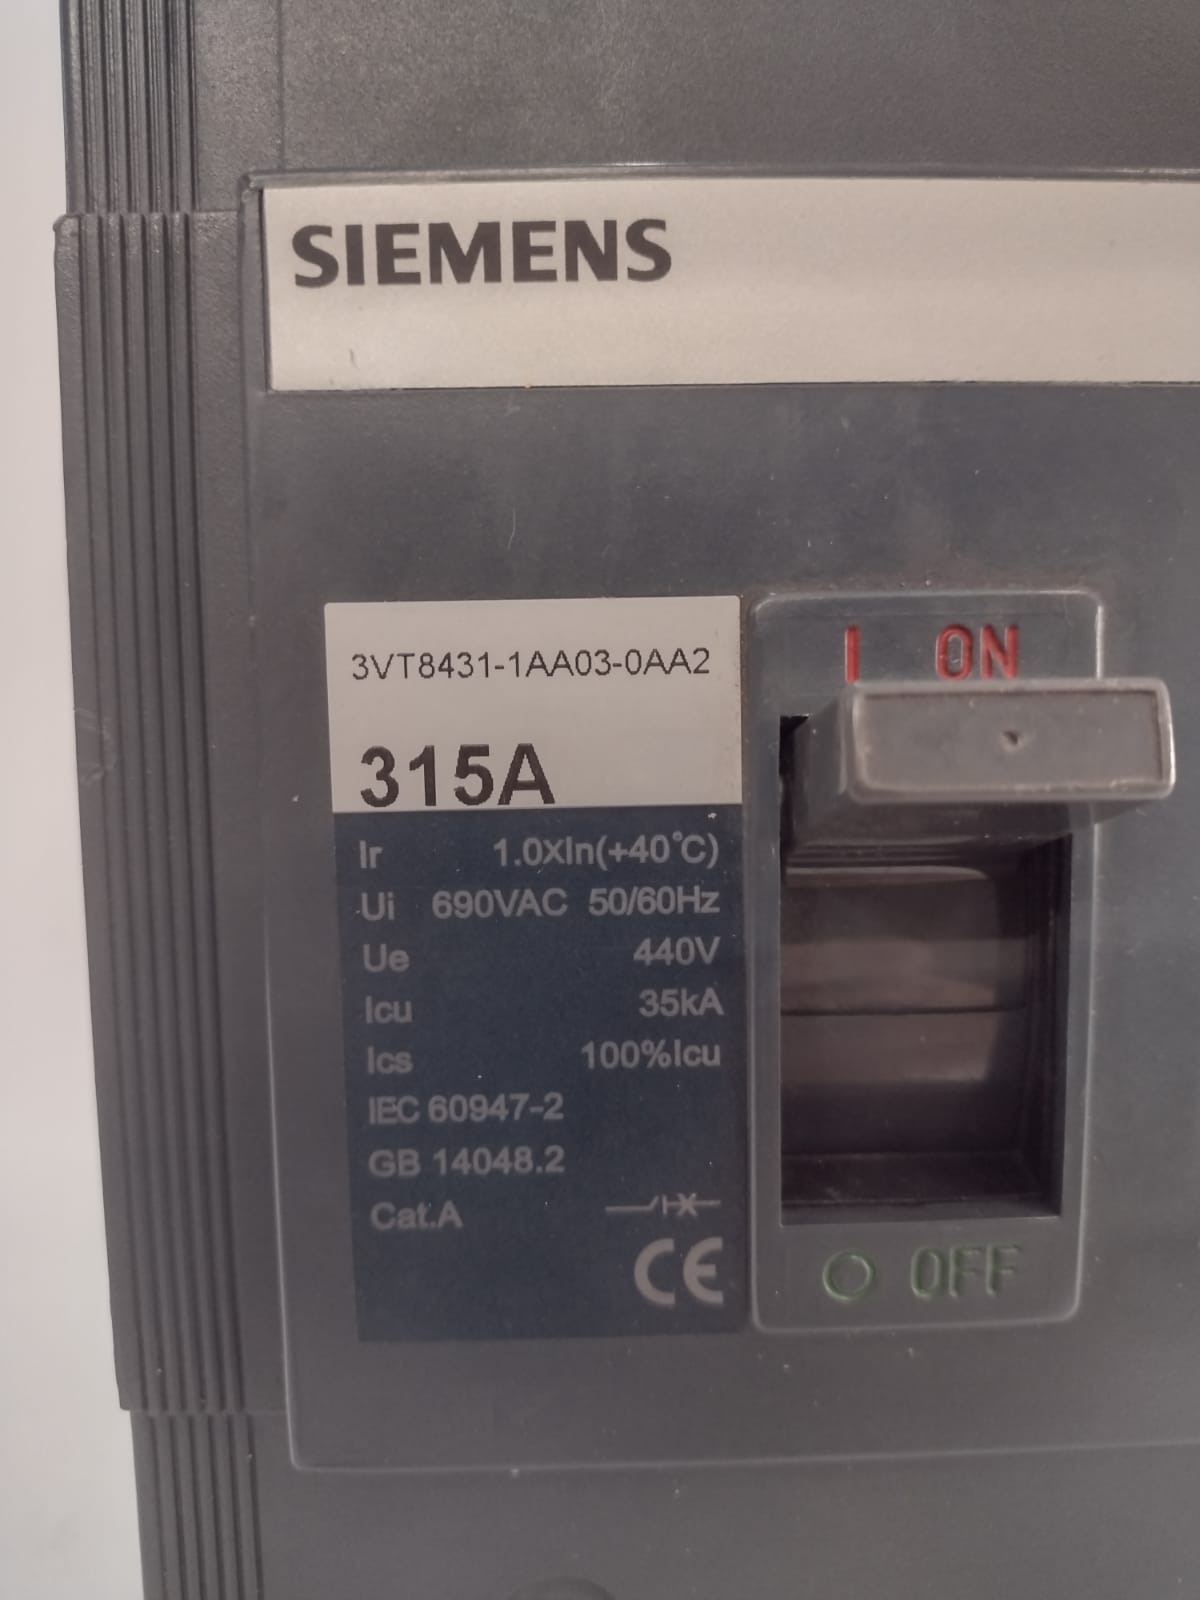 SIEMENS
3VT8431-1AA03-0AA2
315A
Ir 1.0xIn(+40°C)
Ui 690VAC 50/60Hz
Ue 440V
Icu 35kA
Ics 100%Icu
IEC 60947-2
GB 14048.2
Cat.A
CE
I ON
O OFF